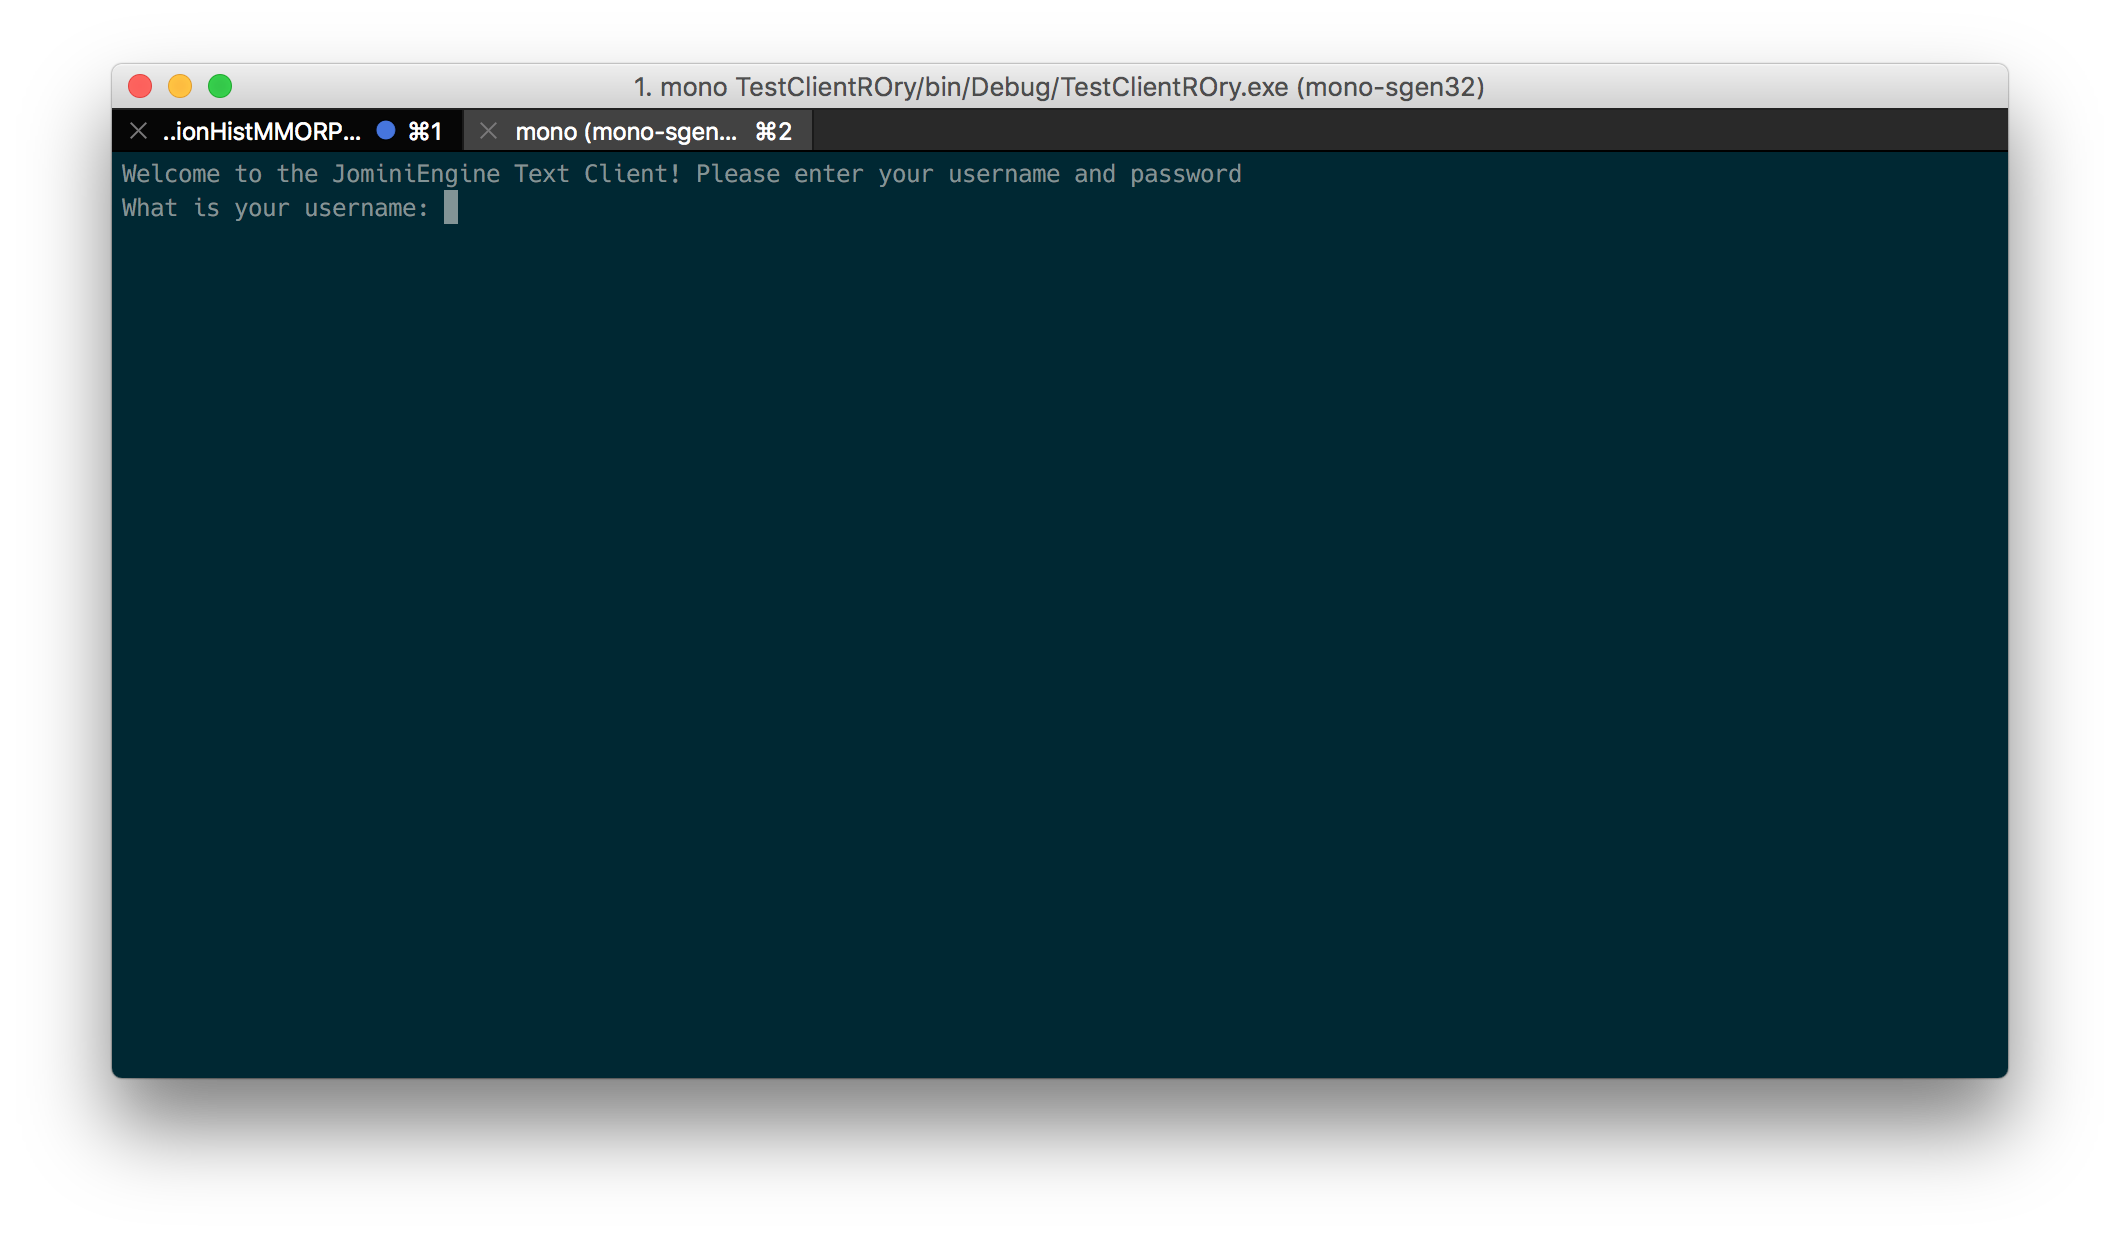 1. mono TestClientROry/bin/Debug/TestClientROry.exe (mono-sgen32)
..ionHistMMORP... ⌘1 mono (mono-sgen... ⌘2
Welcome to the JominiEngine Text Client! Please enter your username and password
What is your username: